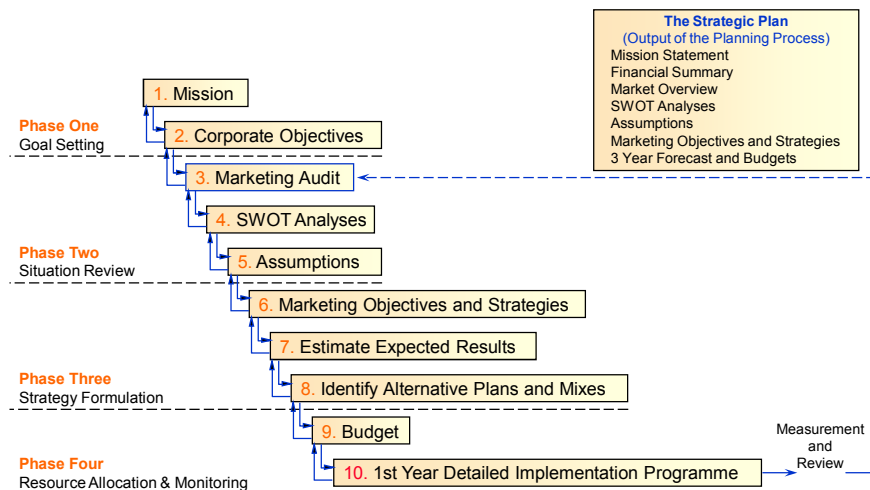 The Strategic Plan
(Output of the Planning Process)
Mission Statement
Financial Summary
Market Overview
SWOT Analyses
Assumptions
Marketing Objectives and Strategies
3 Year Forecast and Budgets
1. Mission
Phase One
Goal Setting
2. Corporate Objectives
3. Marketing Audit
4. SWOT Analyses
Phase Two
Situation Review
5. Assumptions
6. Marketing Objectives and Strategies
7. Estimate Expected Results
Phase Three
Strategy Formulation
8. Identify Alternative Plans and Mixes
9. Budget
Measurement
and
Review
Phase Four
Resource Allocation & Monitoring
10. 1st Year Detailed Implementation Programme